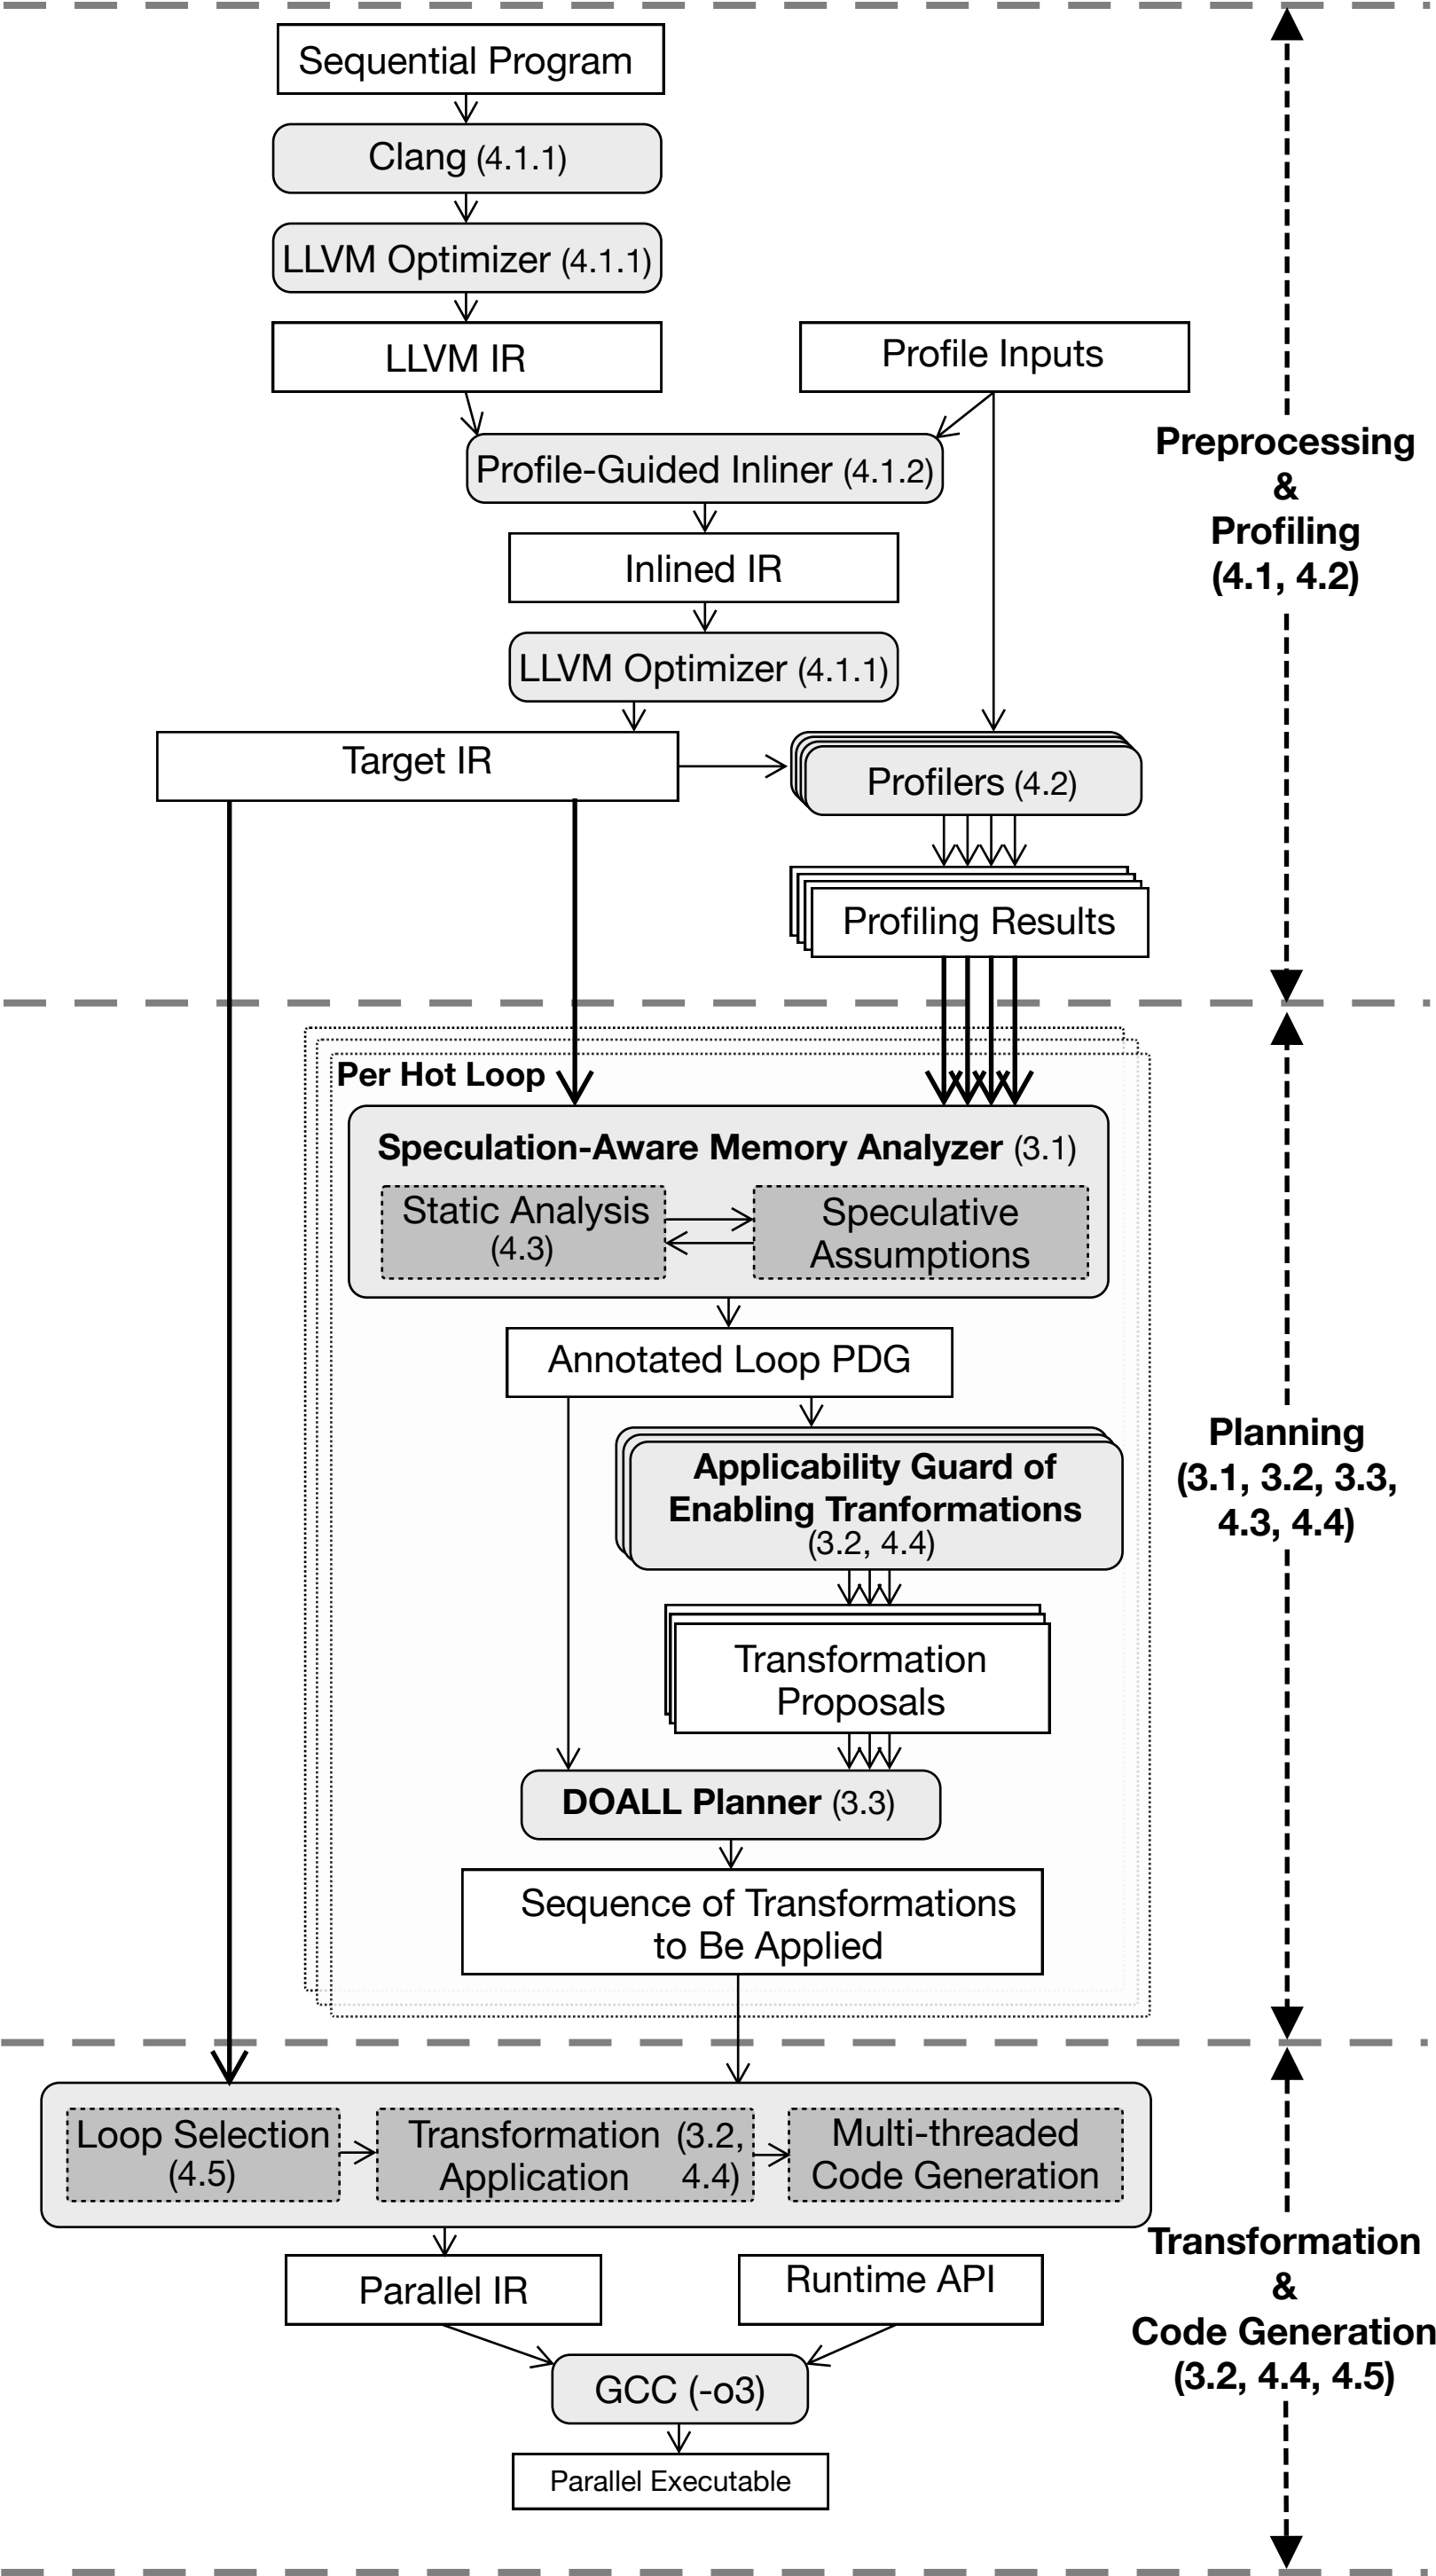 Sequential Program
Clang (4.1.1)
LLVM Optimizer (4.1.1)
LLVM IR
Profile Inputs
Profile-Guided Inliner (4.1.2)
Inlined IR
LLVM Optimizer (4.1.1)
Target IR
Profilers (4.2)
Profiling Results
Preprocessing
&
Profiling
(4.1, 4.2)
Per Hot Loop
Speculation-Aware Memory Analyzer (3.1)
Static Analysis
(4.3)
Speculative
Assumptions
Annotated Loop PDG
Applicability Guard of
Enabling Tranformations
(3.2, 4.4)
Transformation
Proposals
DOALL Planner (3.3)
Sequence of Transformations
to Be Applied
Planning
(3.1, 3.2, 3.3,
4.3, 4.4)
Loop Selection
(4.5)
Transformation (3.2,
Application 4.4)
Multi-threaded
Code Generation
Parallel IR
Runtime API
GCC (-o3)
Parallel Executable
Transformation
&
Code Generation
(3.2, 4.4, 4.5)